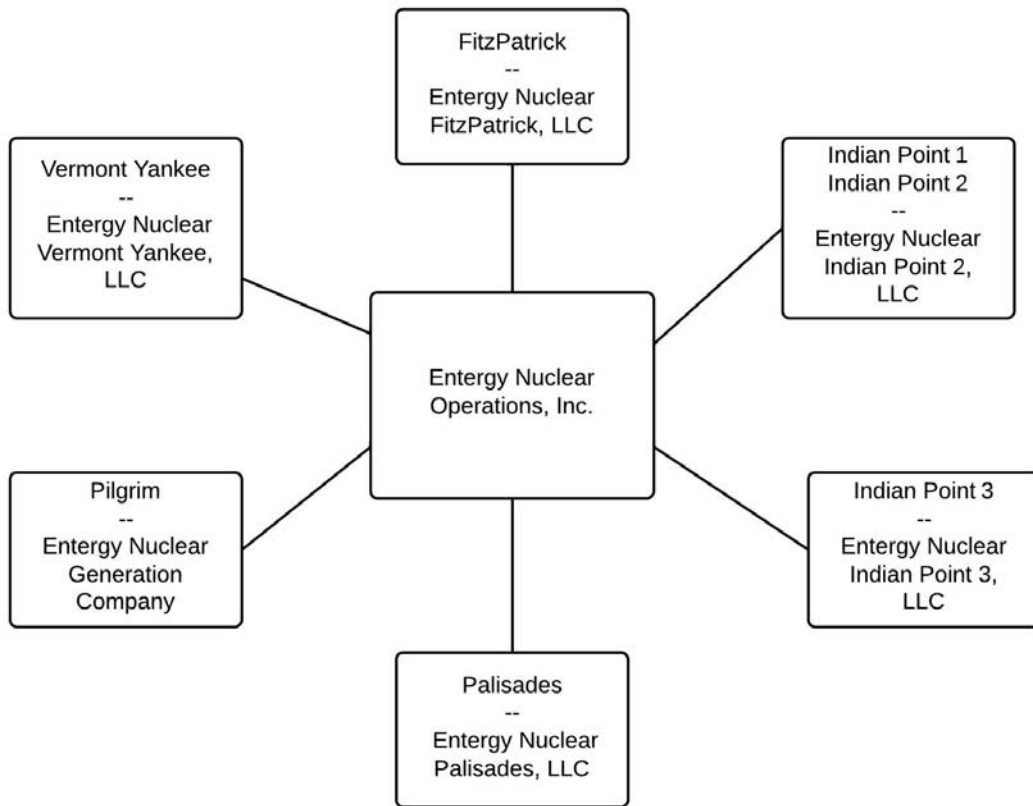 FitzPatrick
--
Entergy Nuclear
FitzPatrick, LLC
Vermont Yankee
--
Entergy Nuclear
Vermont Yankee,
LLC
Indian Point 1
Indian Point 2
--
Entergy Nuclear
Indian Point 2,
LLC
Entergy Nuclear
Operations, Inc.
Pilgrim
--
Entergy Nuclear
Generation
Company
Indian Point 3
--
Entergy Nuclear
Indian Point 3,
LLC
Palisades
--
Entergy Nuclear
Palisades, LLC